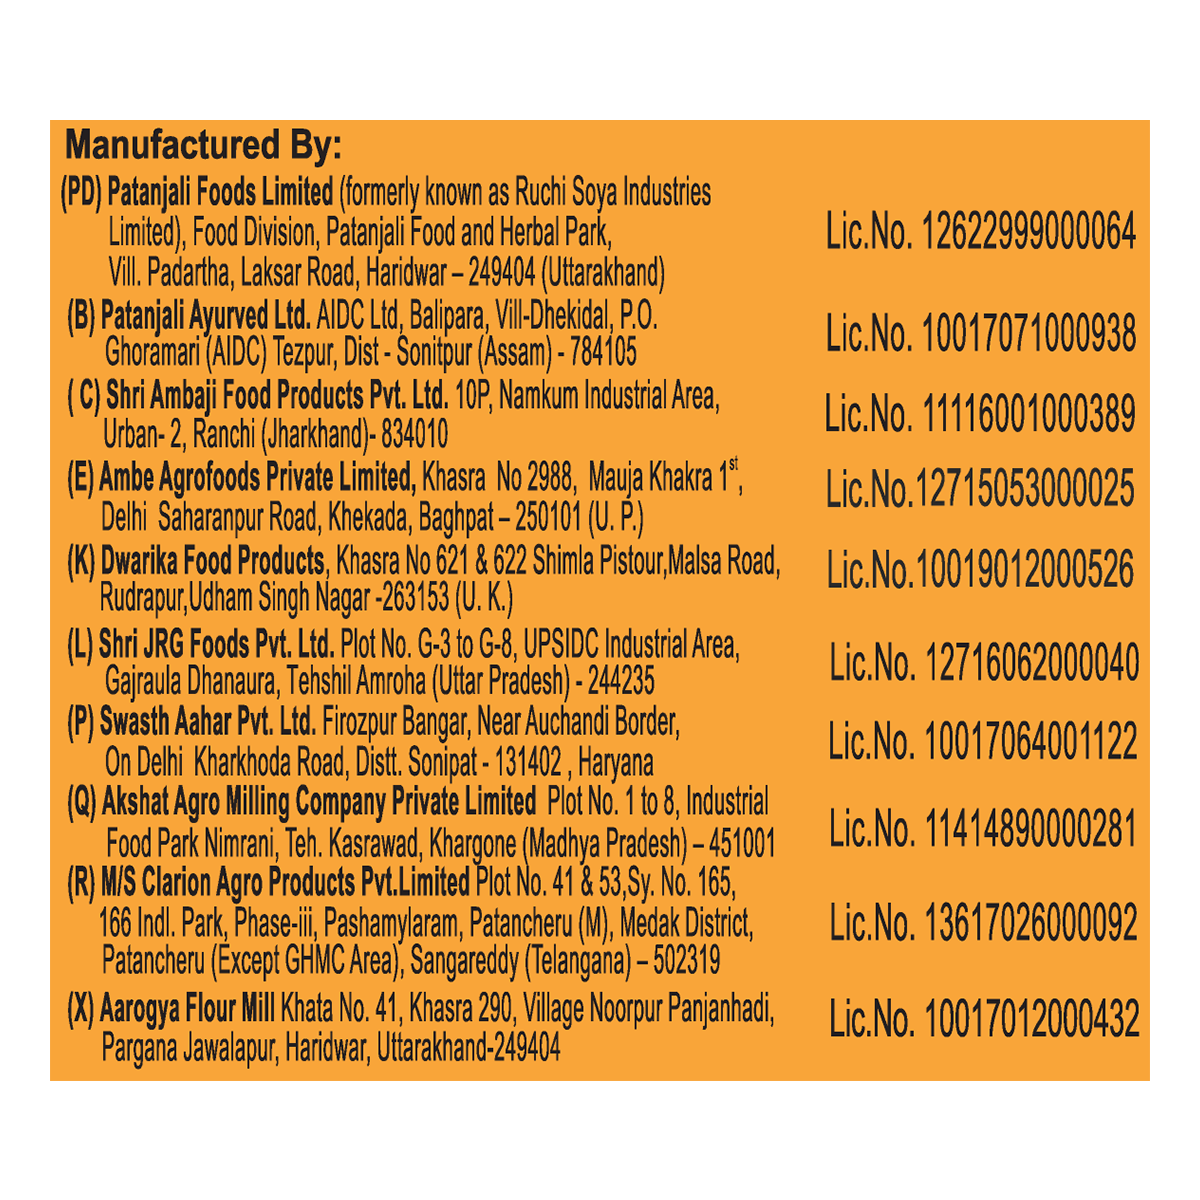 Manufactured By:
(PD) Patanjali Foods Limited (formerly known as Ruchi Soya Industries
Limited), Food Division, Patanjali Food and Herbal Park,
Lic.No. 12622999000064
Vill. Padartha, Laksar Road, Haridwar – 249404 (Uttarakhand)
(B) Patanjali Ayurved Ltd. AIDC Ltd, Balipara, Vill-Dhekidal, P.O.
Ghoramari (AIDC) Tezpur, Dist - Sonitpur (Assam) - 784105
Lic.No. 10017071000938
( C) Shri Ambaji Food Products Pvt. Ltd. 10P, Namkum Industrial Area,
Urban- 2, Ranchi (Jharkhand)- 834010
Lic.No. 11116001000389
(E) Ambe Agrofoods Private Limited, Khasra No 2988, Mauja Khakra 1st,
Delhi Saharanpur Road, Khekada, Baghpat – 250101 (U. P.)
Lic.No.12715053000025
(K) Dwarika Food Products, Khasra No 621 & 622 Shimla Pistour,Malsa Road,
Rudrapur,Udham Singh Nagar -263153 (U. K.)
Lic.No.10019012000526
(L) Shri JRG Foods Pvt. Ltd. Plot No. G-3 to G-8, UPSIDC Industrial Area,
Gajraula Dhanaura, Tehshil Amroha (Uttar Pradesh) - 244235
Lic.No. 12716062000040
(P) Swasth Aahar Pvt. Ltd. Firozpur Bangar, Near Auchandi Border,
On Delhi Kharkhoda Road, Distt. Sonipat - 131402 , Haryana
Lic.No. 10017064001122
(Q) Akshat Agro Milling Company Private Limited Plot No. 1 to 8, Industrial
Food Park Nimrani, Teh. Kasrawad, Khargone (Madhya Pradesh) – 451001
Lic.No. 11414890000281
(R) M/S Clarion Agro Products Pvt.Limited Plot No. 41 & 53,Sy. No. 165,
166 Indl. Park, Phase-iii, Pashamylaram, Patancheru (M), Medak District,
Lic.No. 13617026000092
Patancheru (Except GHMC Area), Sangareddy (Telangana) – 502319
(X) Aarogya Flour Mill Khata No. 41, Khasra 290, Village Noorpur Panjanhadi,
Pargana Jawalapur, Haridwar, Uttarakhand-249404
Lic.No. 10017012000432